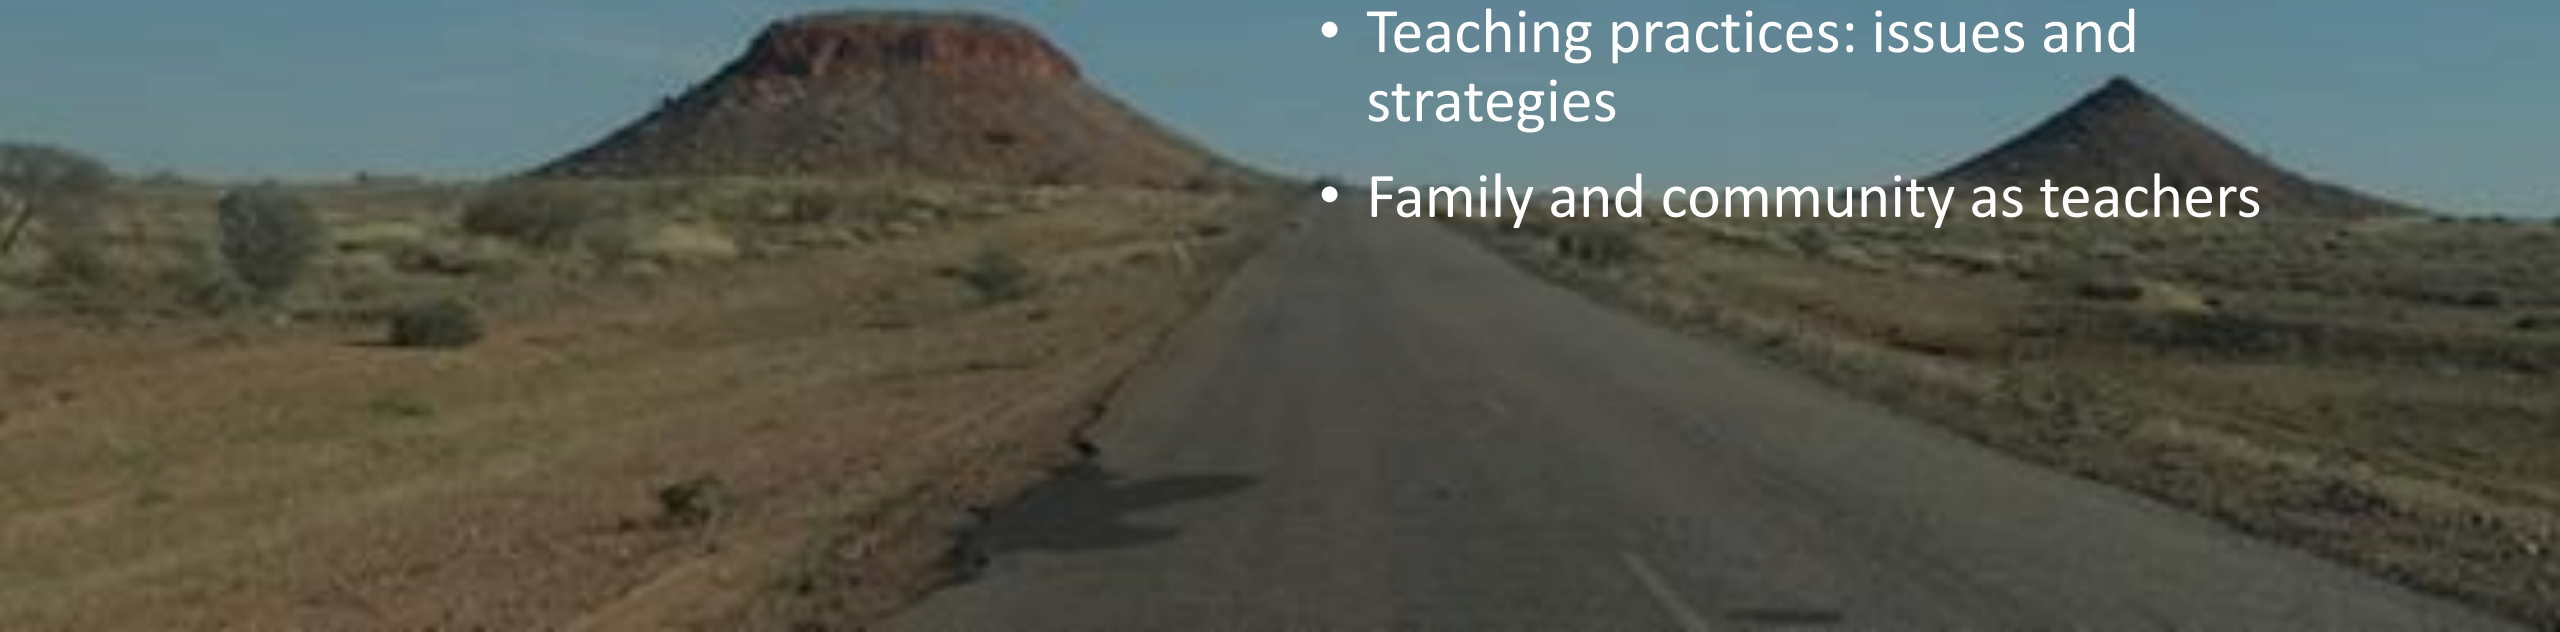 • Teaching practices: issues and
strategies
• Family and community as teachers